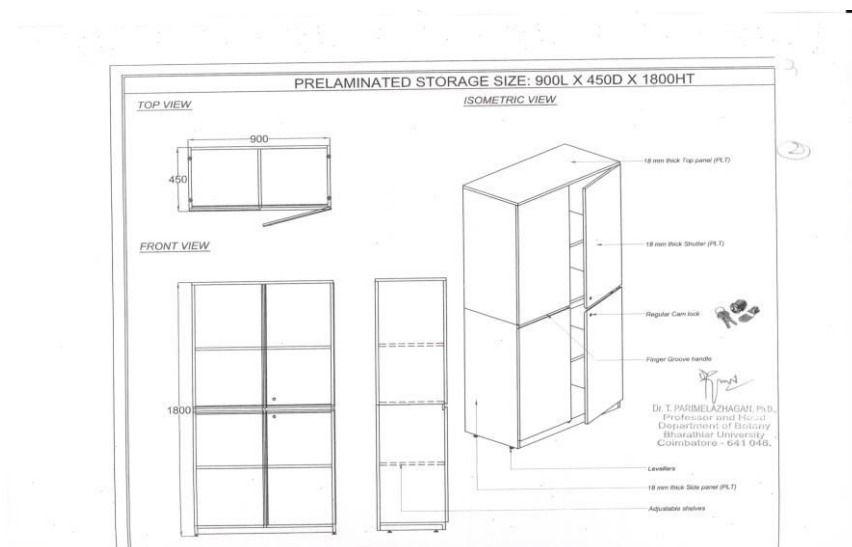 PRELAMINATED STORAGE SIZE: 900L X 450D X 1800HT
TOP VIEW
ISOMETRIC VIEW
900
450
18 mm thick Top panel (PLT)
2
FRONT VIEW
18 mm thick Shutter (PLT)
Regular Cam lock
Finger Groove handle
1800
Dr. T. PARIMELAZHAGAN, Ph.D.,
Professor and Head
Department of Botany
Bharathiar University
Coimbatore - 641 046.
Levellers
18 mm thick Side panel (PLT)
Adjustable shelves